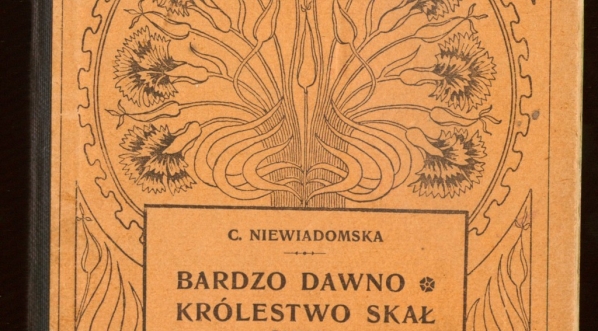 C. NIEWIADOMSKA
BARDZO DAWNO
KRÓLESTWO SKAŁ